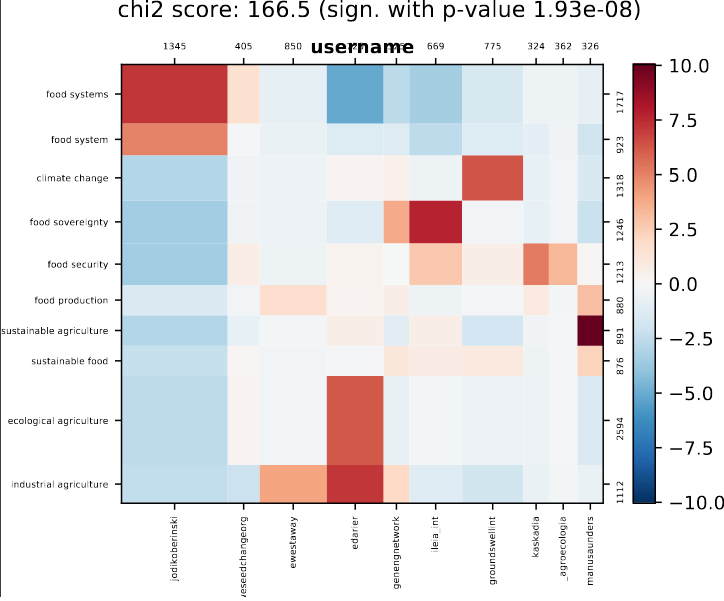 chi2 score: 166.5 (sign. with p-value 1.93e-08)
username
1345 405 850 669 775 324 362 326
food systems 1717
food system 923
climate change 1318
food sovereignty 1246
food security 1213
food production 880
sustainable agriculture 891
sustainable food 876
ecological agriculture 2594
industrial agriculture 1112
jodikoberinski
weseedchangeorg
ewestaway
edarier
genengnetwork
ileia_int
groundswellint
kaskadia
_agroecologia
manusaunders
10.0
7.5
5.0
2.5
0.0
−2.5
−5.0
−7.5
−10.0